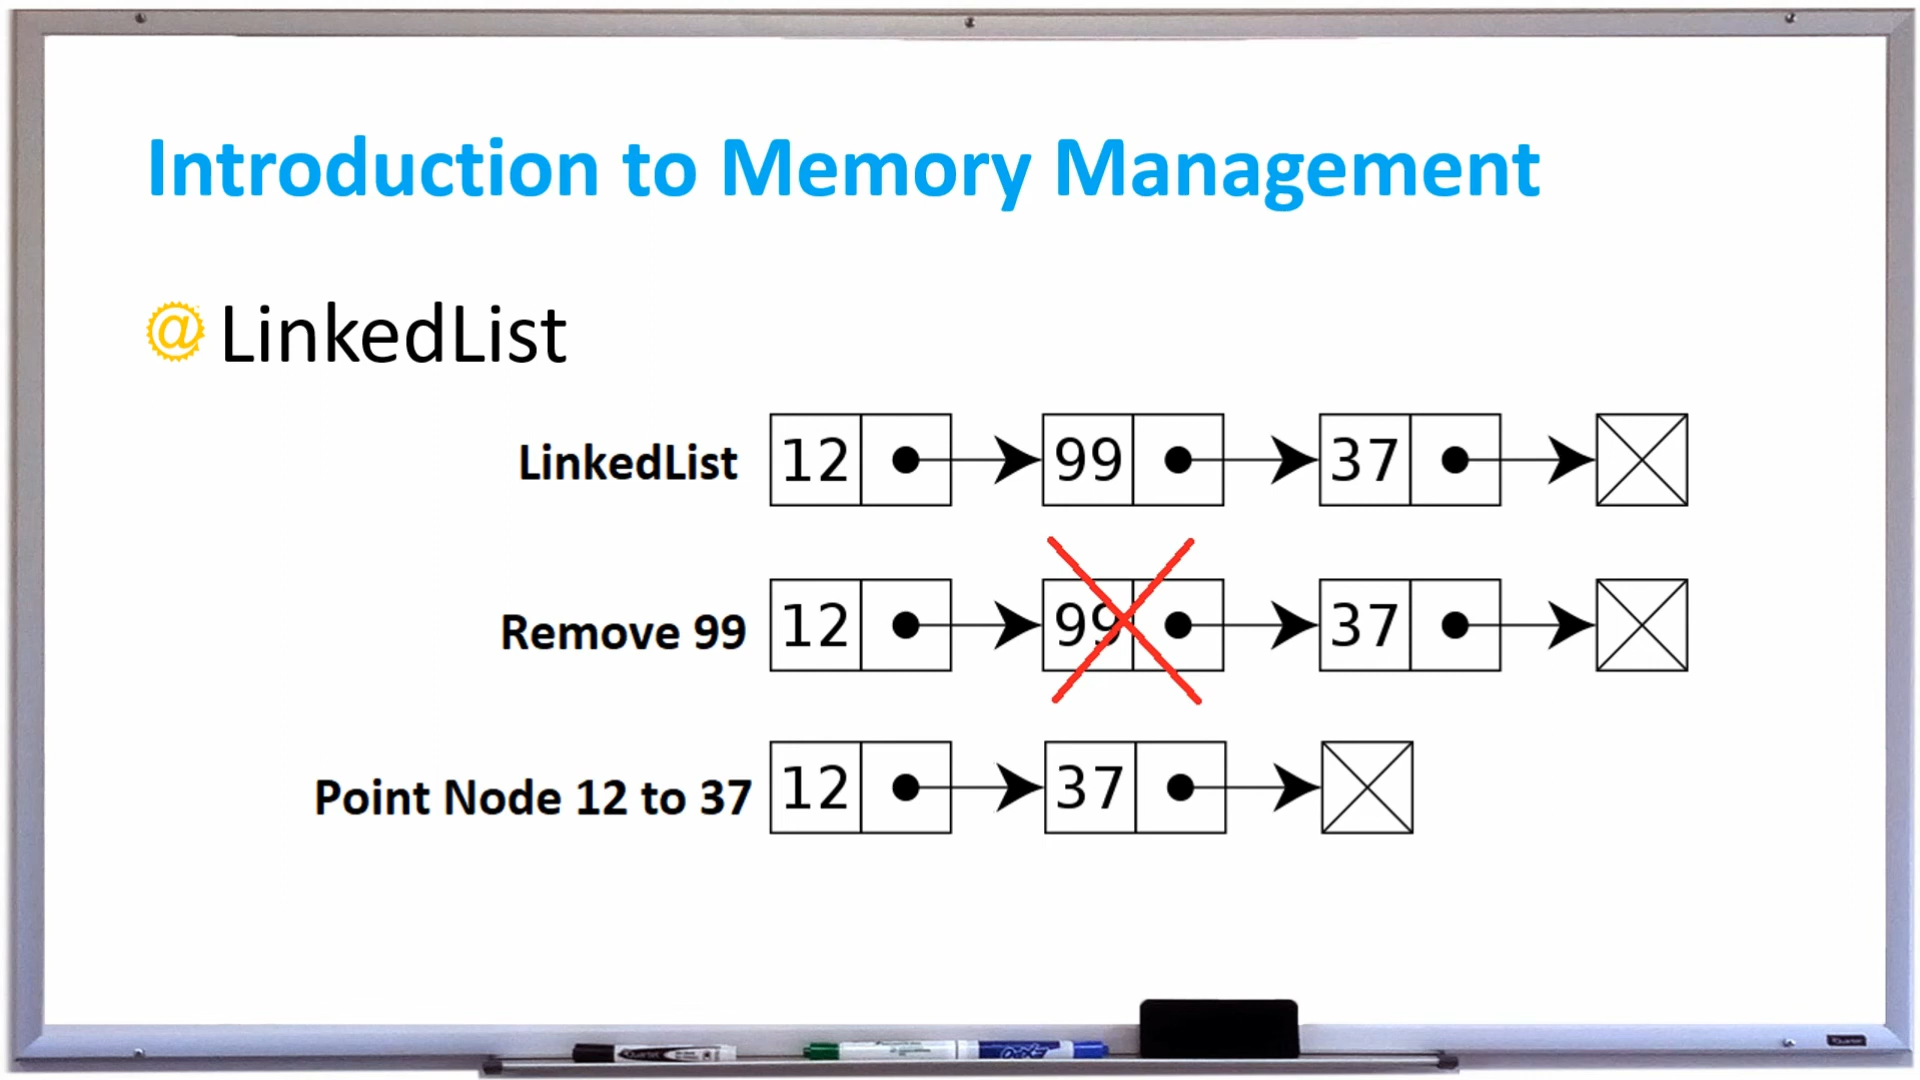 Introduction to Memory Management
@ LinkedList
LinkedList 12 99 37
Remove 99 12 99 37
Point Node 12 to 37 12 37